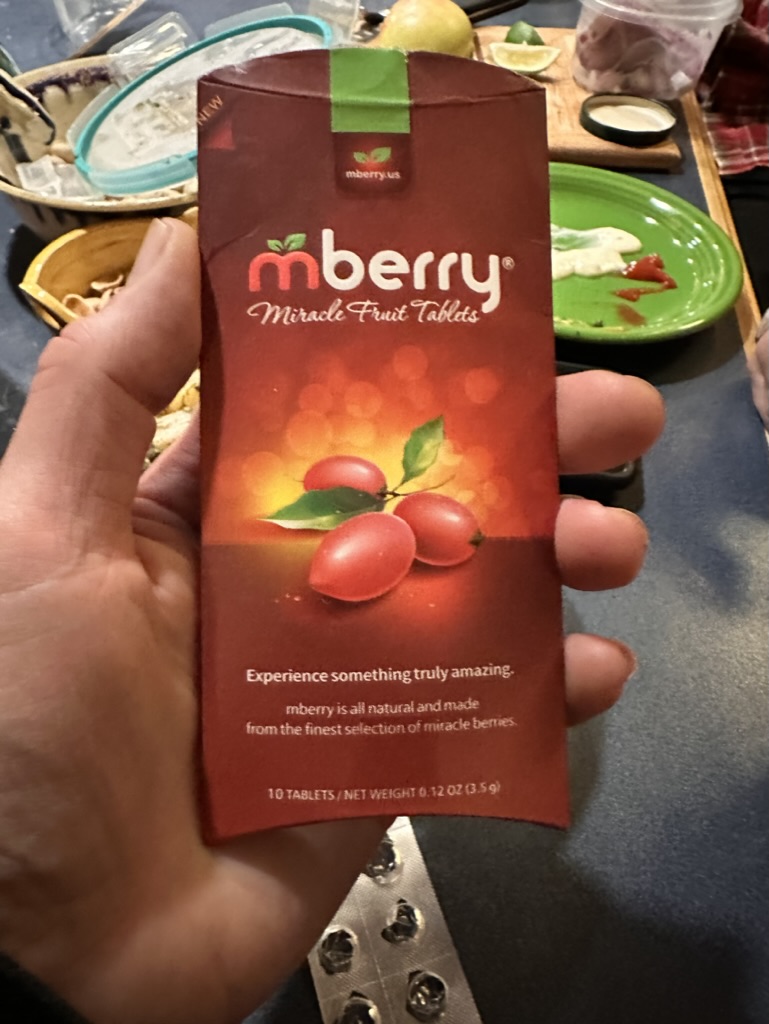 NEW
mberry.us
mberry®
Miracle Fruit Tablets
Experience something truly amazing.
mberry is all natural and made
from the finest selection of miracle berries.
10 TABLETS / NET WEIGHT 0.12 OZ (3.5 g)